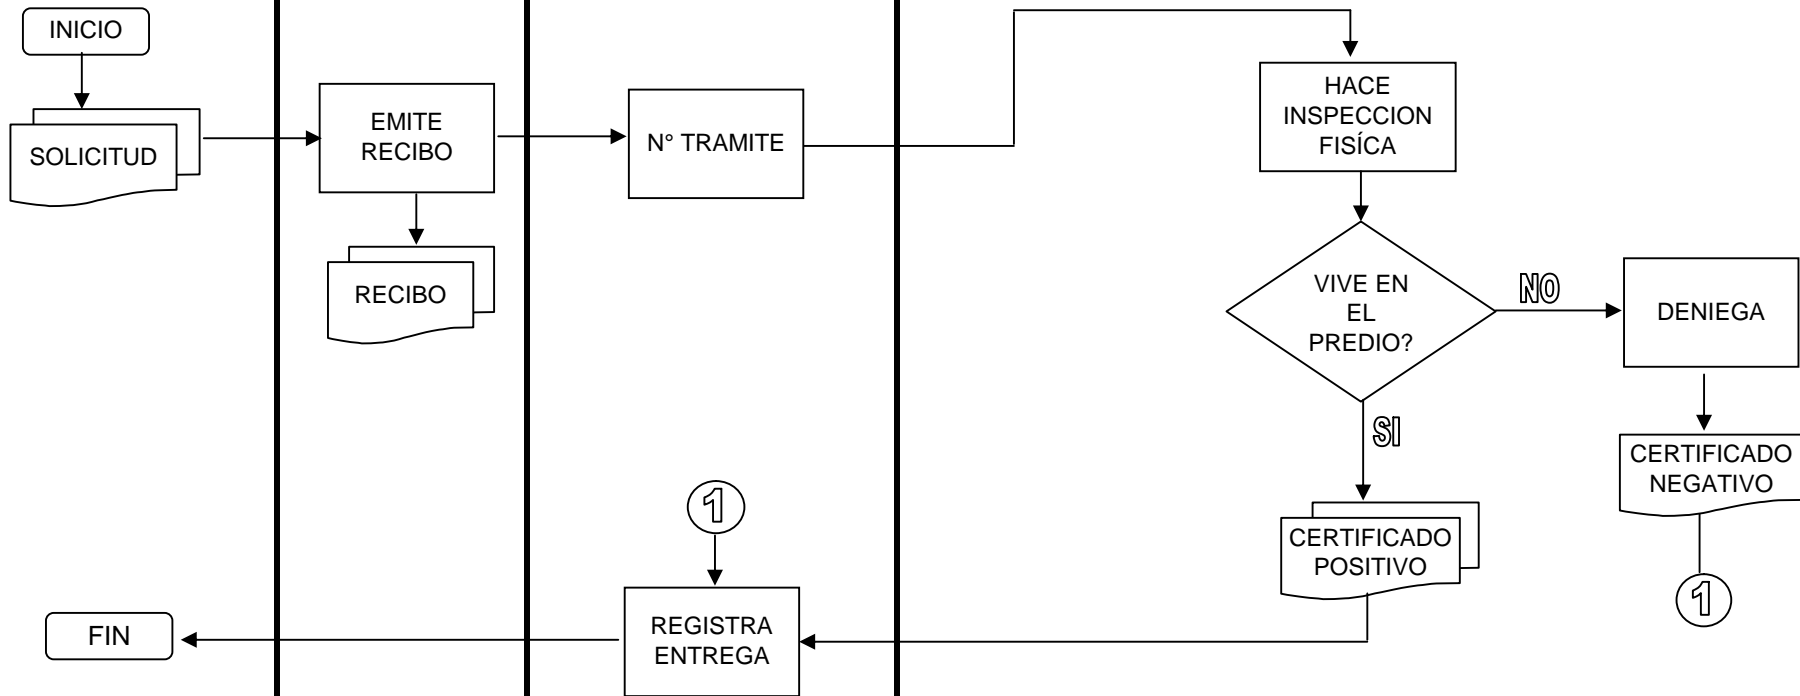 INICIO
SOLICITUD
EMITE
RECIBO
RECIBO
N° TRAMITE
HACE
INSPECCION
FISÍCA
VIVE EN
EL
PREDIO?
NO
DENIEGA
SI
CERTIFICADO
NEGATIVO
1
CERTIFICADO
POSITIVO
1
REGISTRA
ENTREGA
FIN